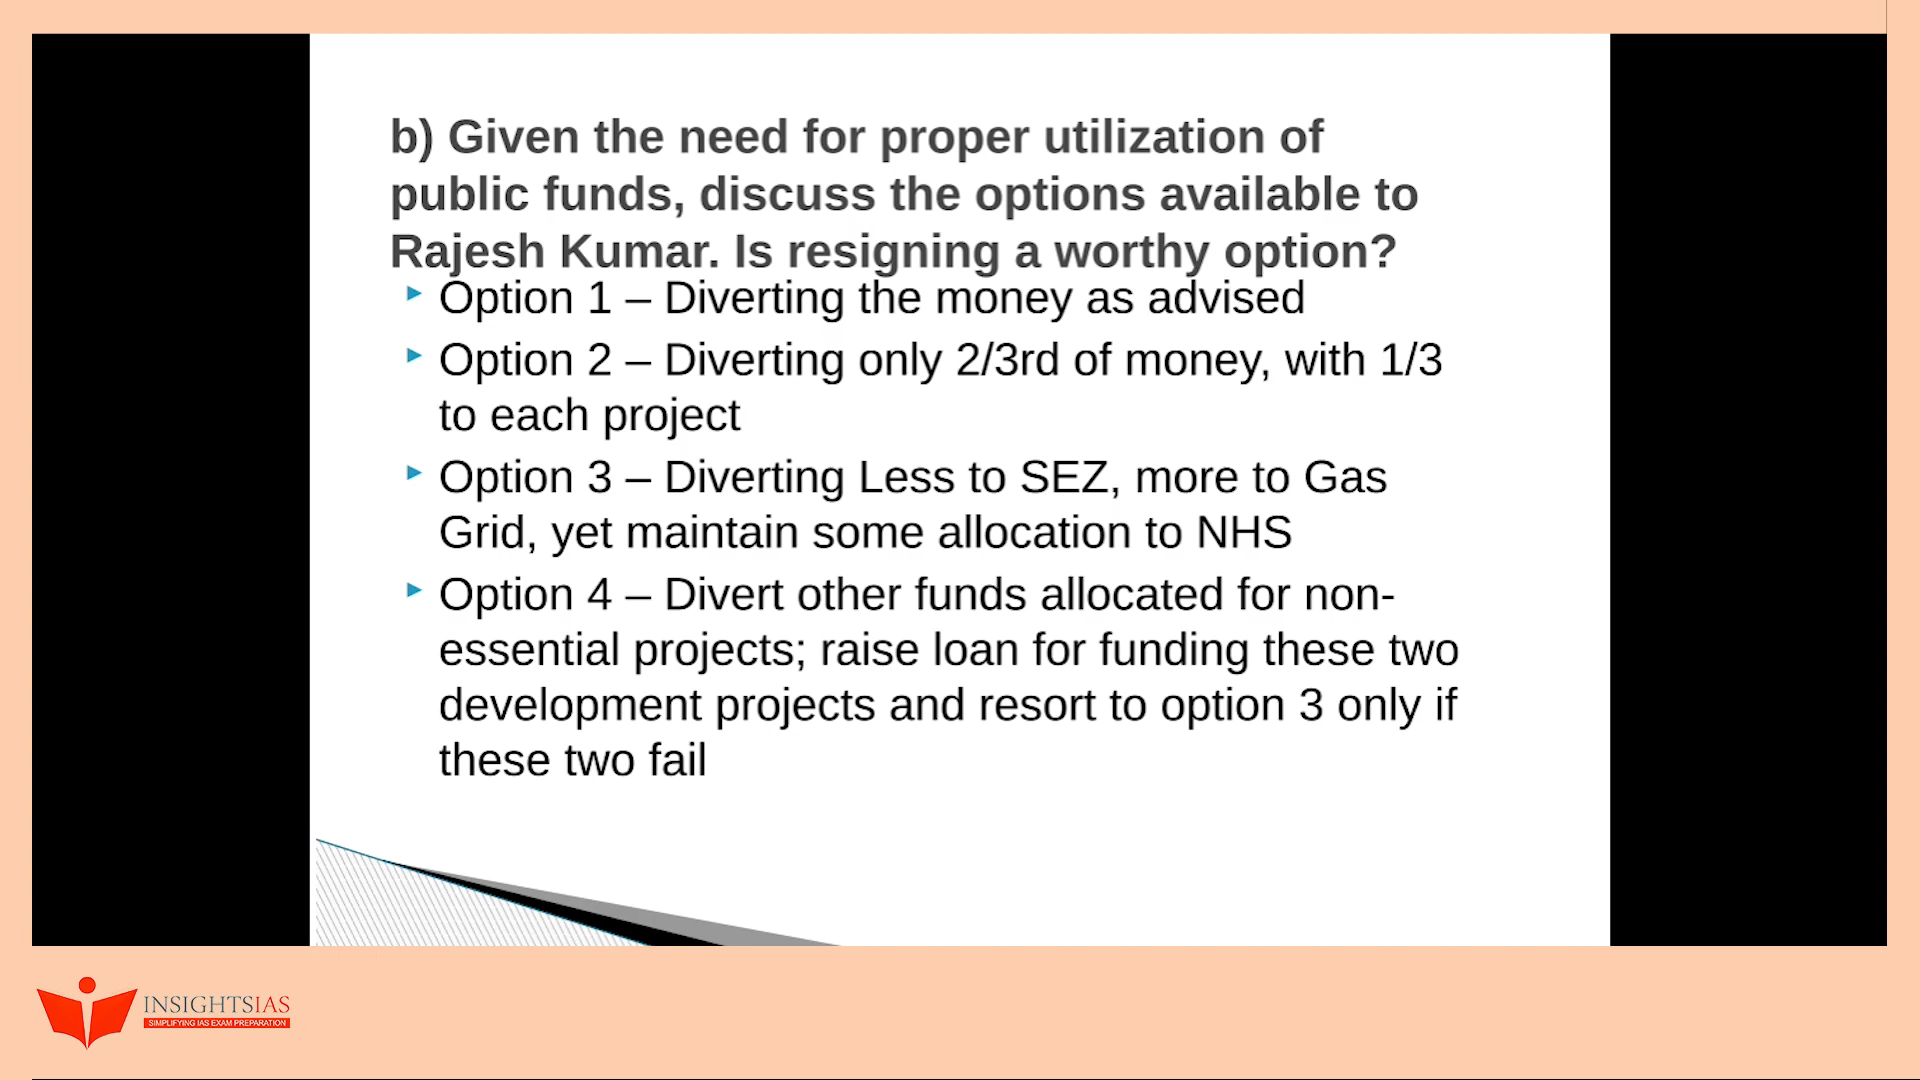 b) Given the need for proper utilization of
public funds, discuss the options available to
Rajesh Kumar. Is resigning a worthy option?
Option 1 – Diverting the money as advised
Option 2 – Diverting only 2/3rd of money, with 1/3
to each project
Option 3 – Diverting Less to SEZ, more to Gas
Grid, yet maintain some allocation to NHS
Option 4 – Divert other funds allocated for non-
essential projects; raise loan for funding these two
development projects and resort to option 3 only if
these two fail
INSIGHTSIAS
SIMPLIFYING IAS EXAM PREPARATION